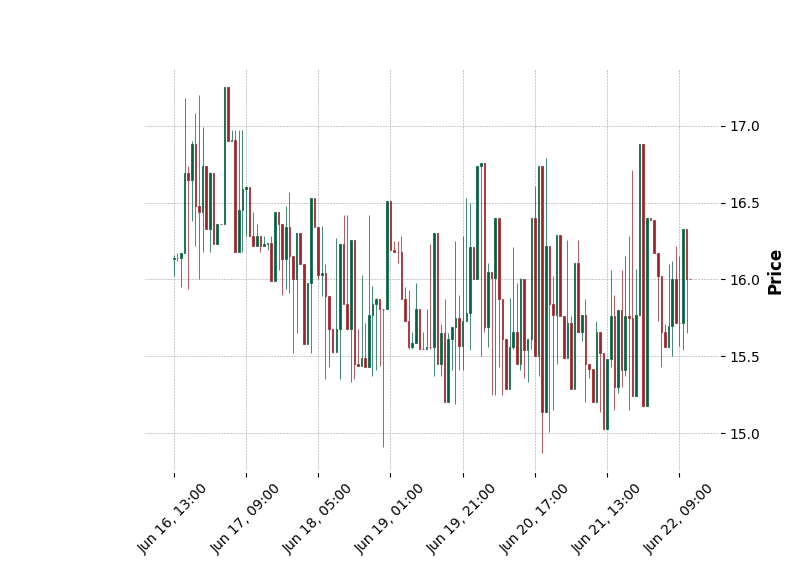 17.0
16.5
16.0
15.5
15.0
Price
Jun 16, 13:00
Jun 17, 09:00
Jun 18, 05:00
Jun 19, 01:00
Jun 19, 21:00
Jun 20, 17:00
Jun 21, 13:00
Jun 22, 09:00